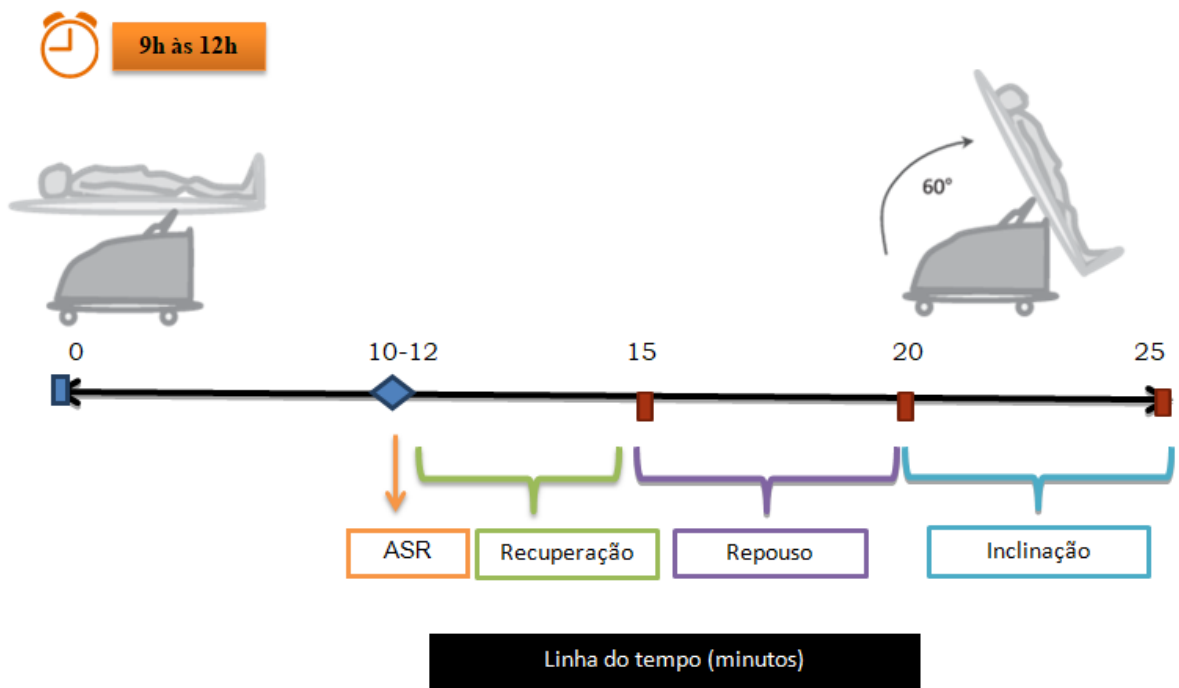 9h às 12h
60°
0
10-12
15
20
25
ASR
Recuperação
Repouso
Inclinação
Linha do tempo (minutos)